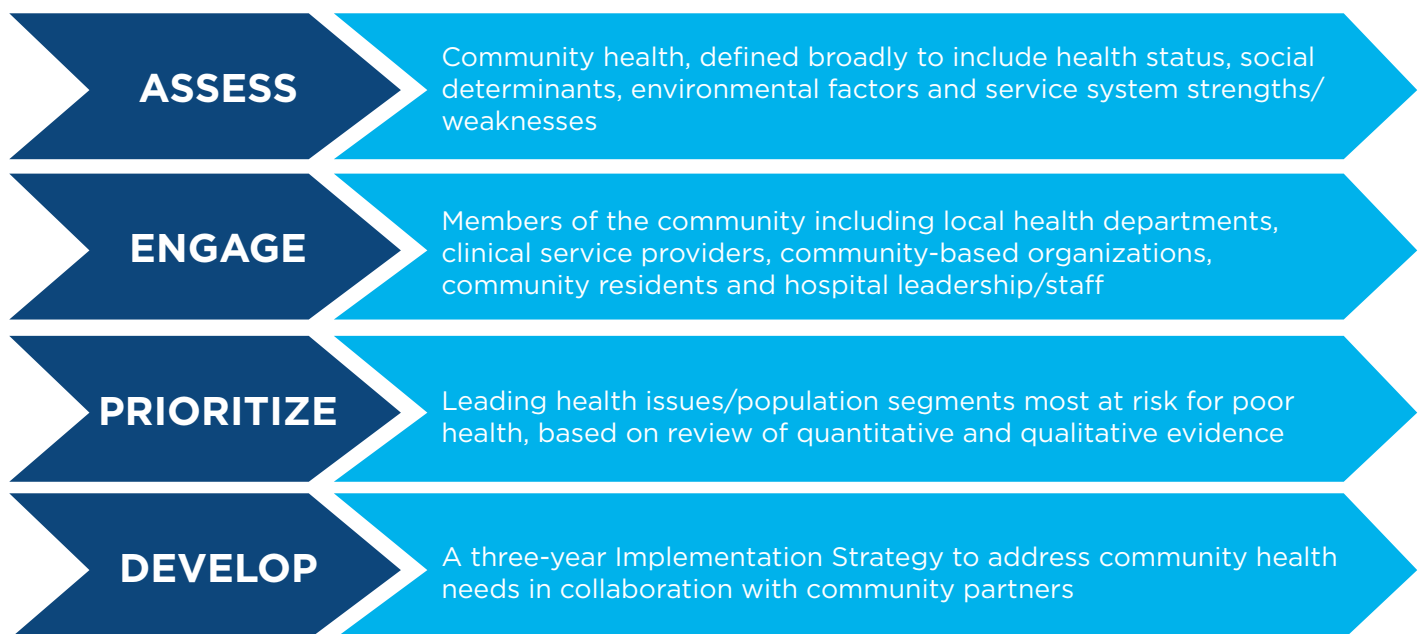 ASSESS
Community health, defined broadly to include health status, social
determinants, environmental factors and service system strengths/
weaknesses
ENGAGE
Members of the community including local health departments,
clinical service providers, community-based organizations,
community residents and hospital leadership/staff
PRIORITIZE
Leading health issues/population segments most at risk for poor
health, based on review of quantitative and qualitative evidence
DEVELOP
A three-year Implementation Strategy to address community health
needs in collaboration with community partners